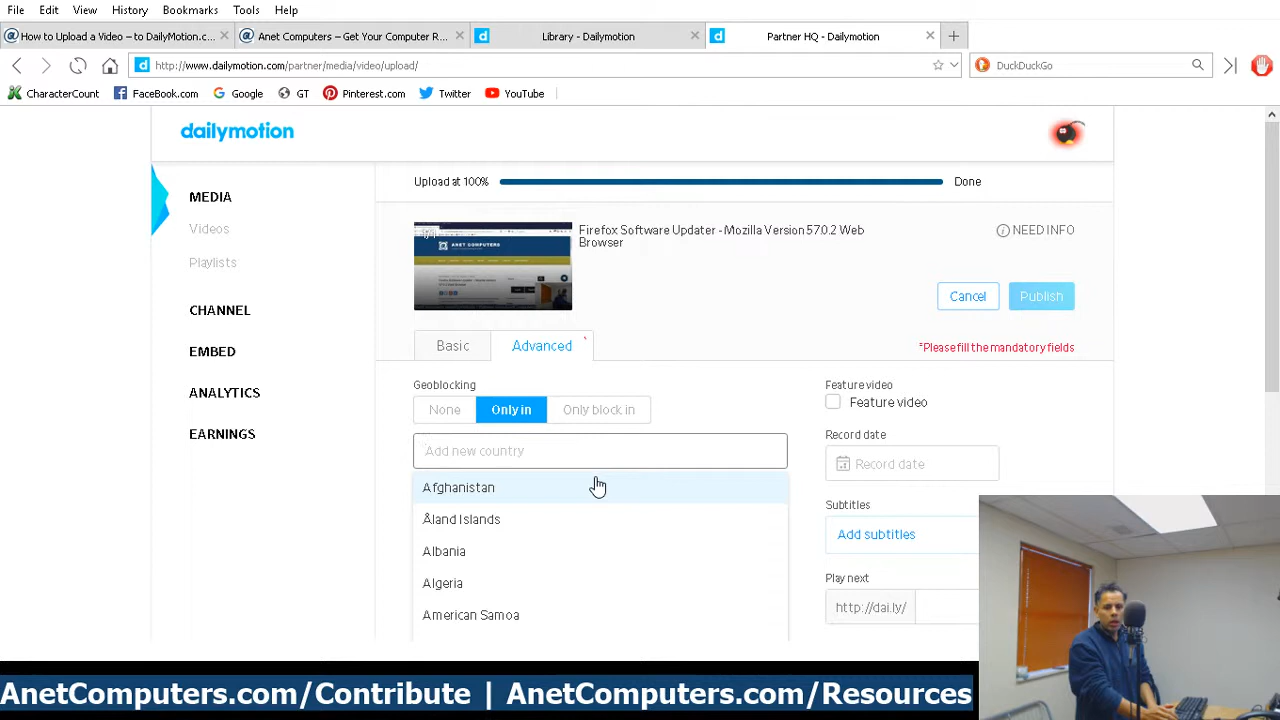 File Edit View History Bookmarks Tools Help
How to Upload a Video – to DailyMotion.c... Anet Computers – Get Your Computer R... Library - Dailymotion Partner HQ - Dailymotion
http://www.dailymotion.com/partner/media/video/upload/ DuckDuckGo
CharacterCount FaceBook.com Google GT Pinterest.com Twitter YouTube
dailymotion
Upload at 100% Done
MEDIA
Videos
Playlists
CHANNEL
EMBED
ANALYTICS
EARNINGS
ANET COMPUTERS
Firefox Software Updater -Mozilla Version 57.0.2 Web
Browser
NEED INFO
Cancel Publish
Basic Advanced *
*Please fill the mandatory fields
Geoblocking
None Only in Only block in
Add new country
Afghanistan
Åland Islands
Albania
Algeria
American Samoa
Feature video
Feature video
Record date
Record date
Subtitles
Add subtitles
Play next
http://dai.ly/
AnetComputers.com/Contribute | AnetComputers.com/Resources